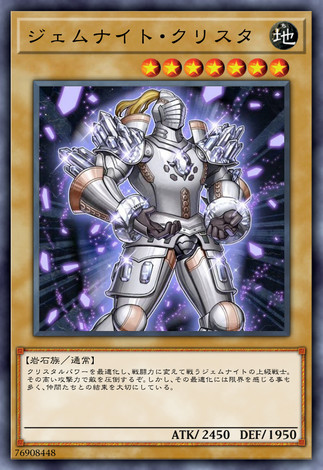 ジェムナイト・クリスタ
地
【岩石族／通常】
クリスタルパワーを最適化し、戦闘力に変えて戦うジェムナイトの上級戦士。
その高い攻撃力で敵を圧倒するぞ。しかし、その最適化には限界を感じる事も
多く、仲間たちとの結束を大切にしている。
ATK/ 2450 DEF/1950
76908448